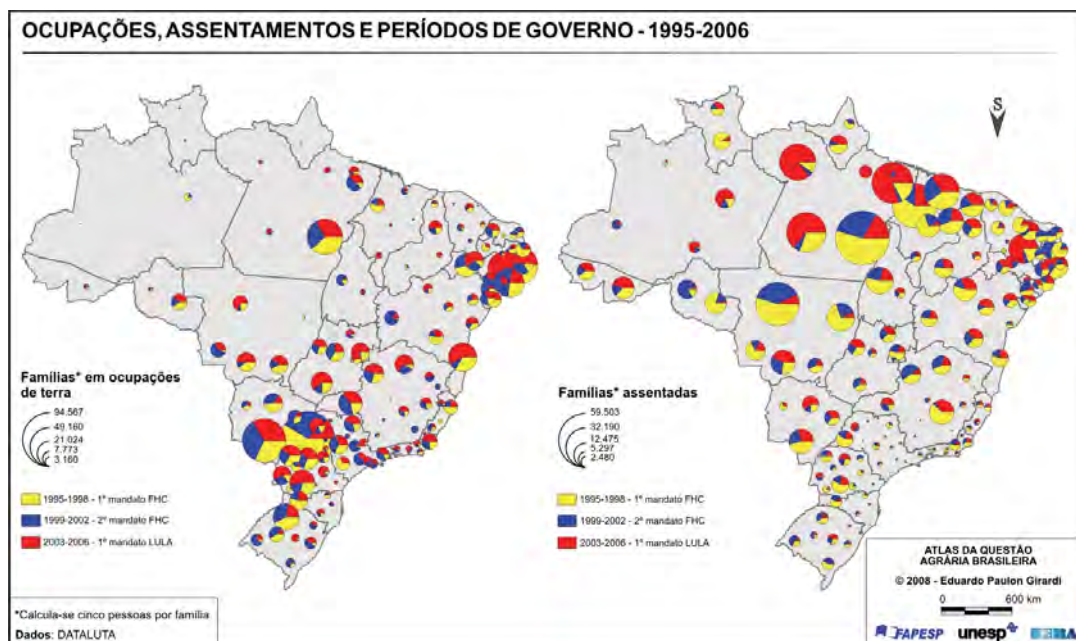 OCUPAÇÕES, ASSENTAMENTOS E PERÍODOS DE GOVERNO - 1995-2006
S
Famílias* em ocupações
de terra
94.567
49.160
21.024
7.773
3.160
1995-1998 - 1º mandato FHC
1999-2002 - 2º mandato FHC
2003-2006 - 1º mandato LULA
*Calcula-se cinco pessoas por família
Dados: DATALUTA
Famílias* assentadas
59.503
32.190
12.475
5.297
2.480
1995-1998 - 1º mandato FHC
1999-2002 - 2º mandato FHC
2003-2006 - 1º mandato LULA
ATLAS DA QUESTÃO
AGRÁRIA BRASILEIRA
© 2008 - Eduardo Paulon Girardi
0 600 km
FAPESP unesp